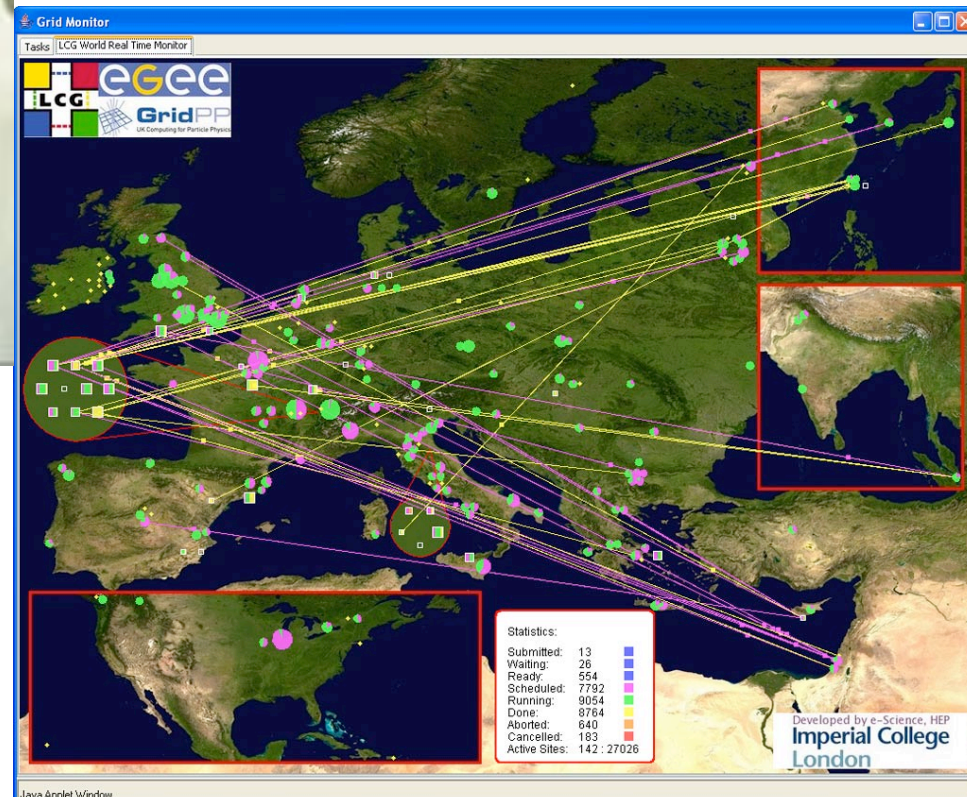 Grid Monitor
Tasks LCG World Real Time Monitor
LCG
eGee
GridPP
UK Computing for Particle Physics
Statistics:
Submitted: 13
Waiting: 26
Ready: 554
Scheduled: 7792
Running: 9054
Done: 8764
Aborted: 640
Cancelled: 183
Active Sites: 142 : 27026
Developed by e-Science, HEP
Imperial College
London
Java Applet Window